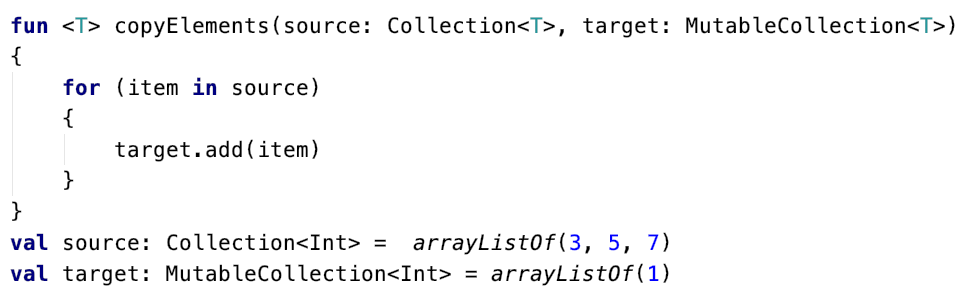 fun <T> copyElements(source: Collection<T>, target: MutableCollection<T>)
{
    for (item in source)
    {
        target.add(item)
    }
}
val source: Collection<Int> =  arrayListOf(3, 5, 7)
val target: MutableCollection<Int> = arrayListOf(1)